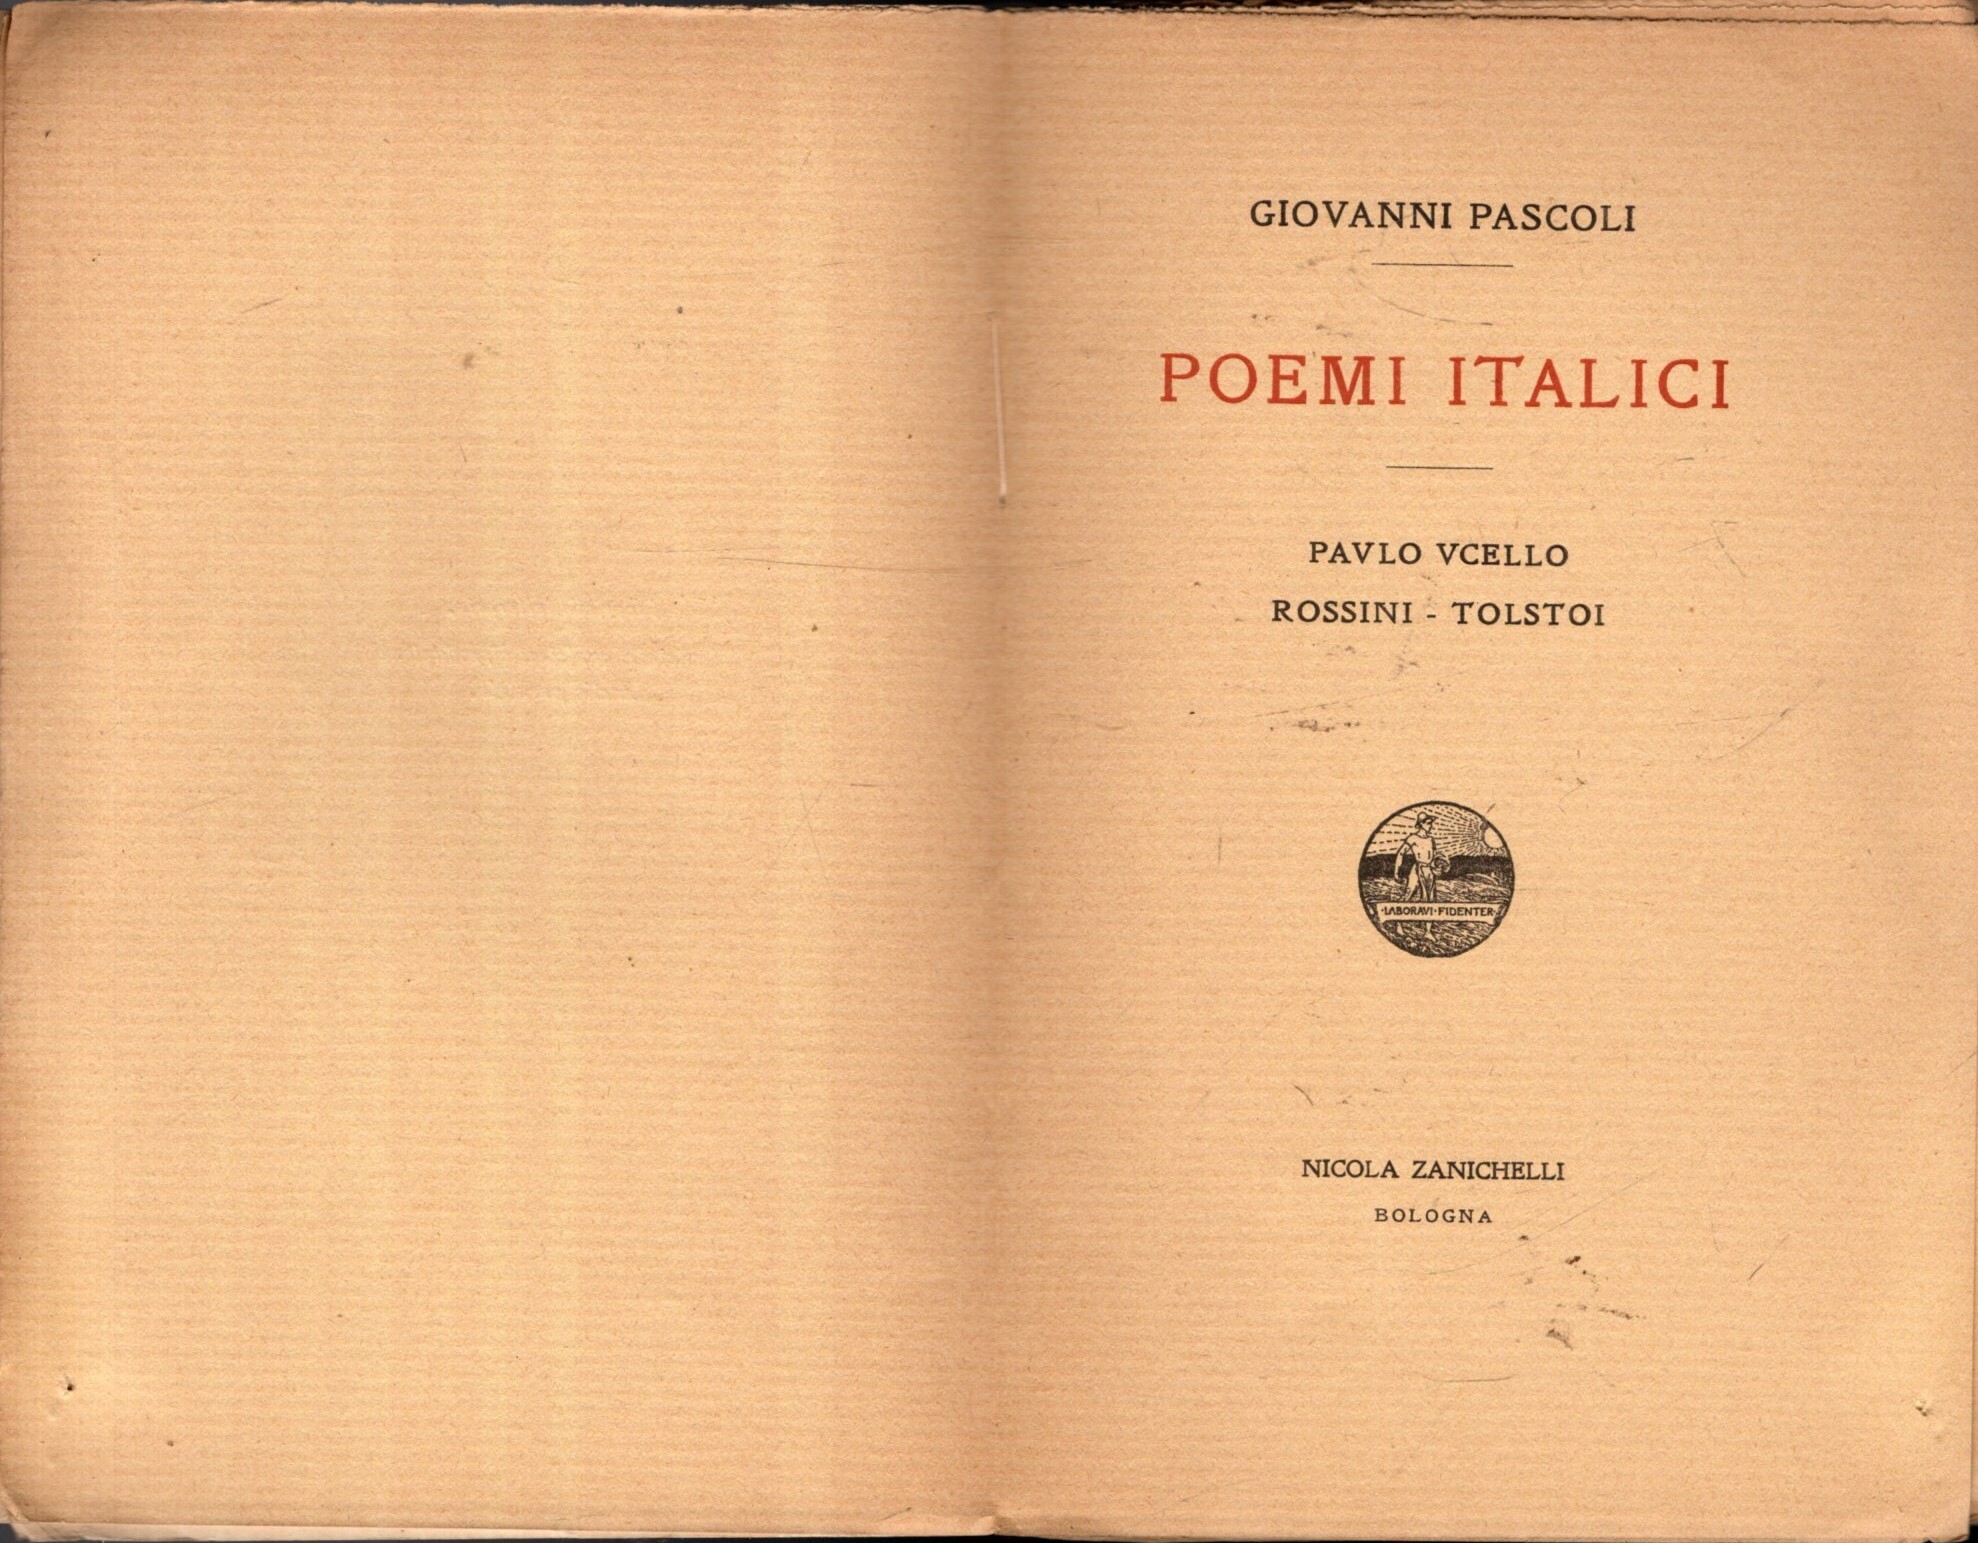 GIOVANNI PASCOLI
POEMI ITALICI
PAVLO VCELLO
ROSSINI - TOLSTOI
·LABORAVI·FIDENTER·
NICOLA ZANICHELLI
BOLOGNA